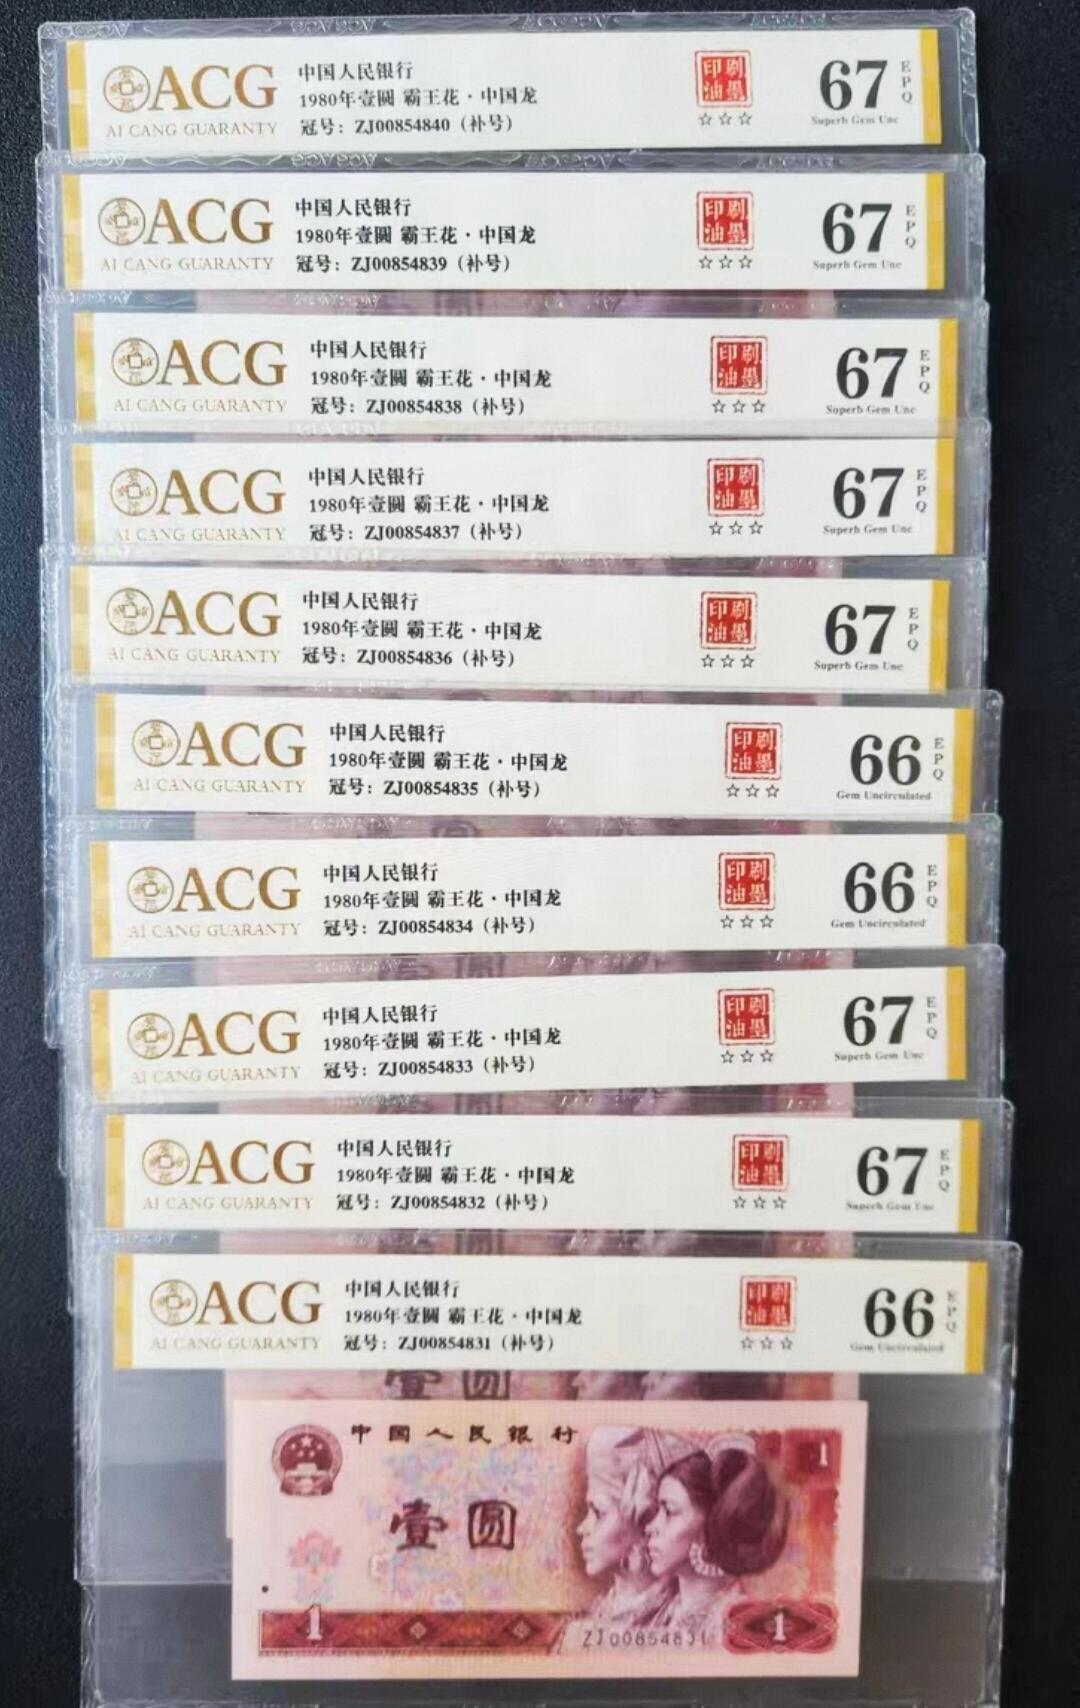 ACG
AI CANG GUARANTY
中国人民银行
1980年壹圆 霸王花·中国龙
冠号：ZJ00854840（补号）
印刷
油墨
☆☆☆
67
EPQ
Superb Gem Unc
ACG
AI CANG GUARANTY
中国人民银行
1980年壹圆 霸王花·中国龙
冠号：ZJ00854839（补号）
印刷
油墨
☆☆☆
67
EPQ
Superb Gem Unc
ACG
AI CANG GUARANTY
中国人民银行
1980年壹圆 霸王花·中国龙
冠号：ZJ00854838（补号）
印刷
油墨
☆☆☆
67
EPQ
Superb Gem Unc
ACG
AI CANG GUARANTY
中国人民银行
1980年壹圆 霸王花·中国龙
冠号：ZJ00854837（补号）
印刷
油墨
☆☆☆
67
EPQ
Superb Gem Unc
ACG
AI CANG GUARANTY
中国人民银行
1980年壹圆 霸王花·中国龙
冠号：ZJ00854836（补号）
印刷
油墨
☆☆☆
67
EPQ
Superb Gem Unc
ACG
AI CANG GUARANTY
中国人民银行
1980年壹圆 霸王花·中国龙
冠号：ZJ00854835（补号）
印刷
油墨
☆☆☆
66
EPQ
Gem Uncirculated
ACG
AI CANG GUARANTY
中国人民银行
1980年壹圆 霸王花·中国龙
冠号：ZJ00854834（补号）
印刷
油墨
☆☆☆
66
EPQ
Gem Uncirculated
ACG
AI CANG GUARANTY
中国人民银行
1980年壹圆 霸王花·中国龙
冠号：ZJ00854833（补号）
印刷
油墨
☆☆☆
67
EPQ
Superb Gem Unc
ACG
AI CANG GUARANTY
中国人民银行
1980年壹圆 霸王花·中国龙
冠号：ZJ00854832（补号）
印刷
油墨
☆☆☆
67
EPQ
Superb Gem Unc
ACG
AI CANG GUARANTY
中国人民银行
1980年壹圆 霸王花·中国龙
冠号：ZJ00854831（补号）
印刷
油墨
☆☆☆
66
EPQ
Gem Uncirculated
壹圆
中国人民银行
1
壹圆
1
ZJ00854831
1